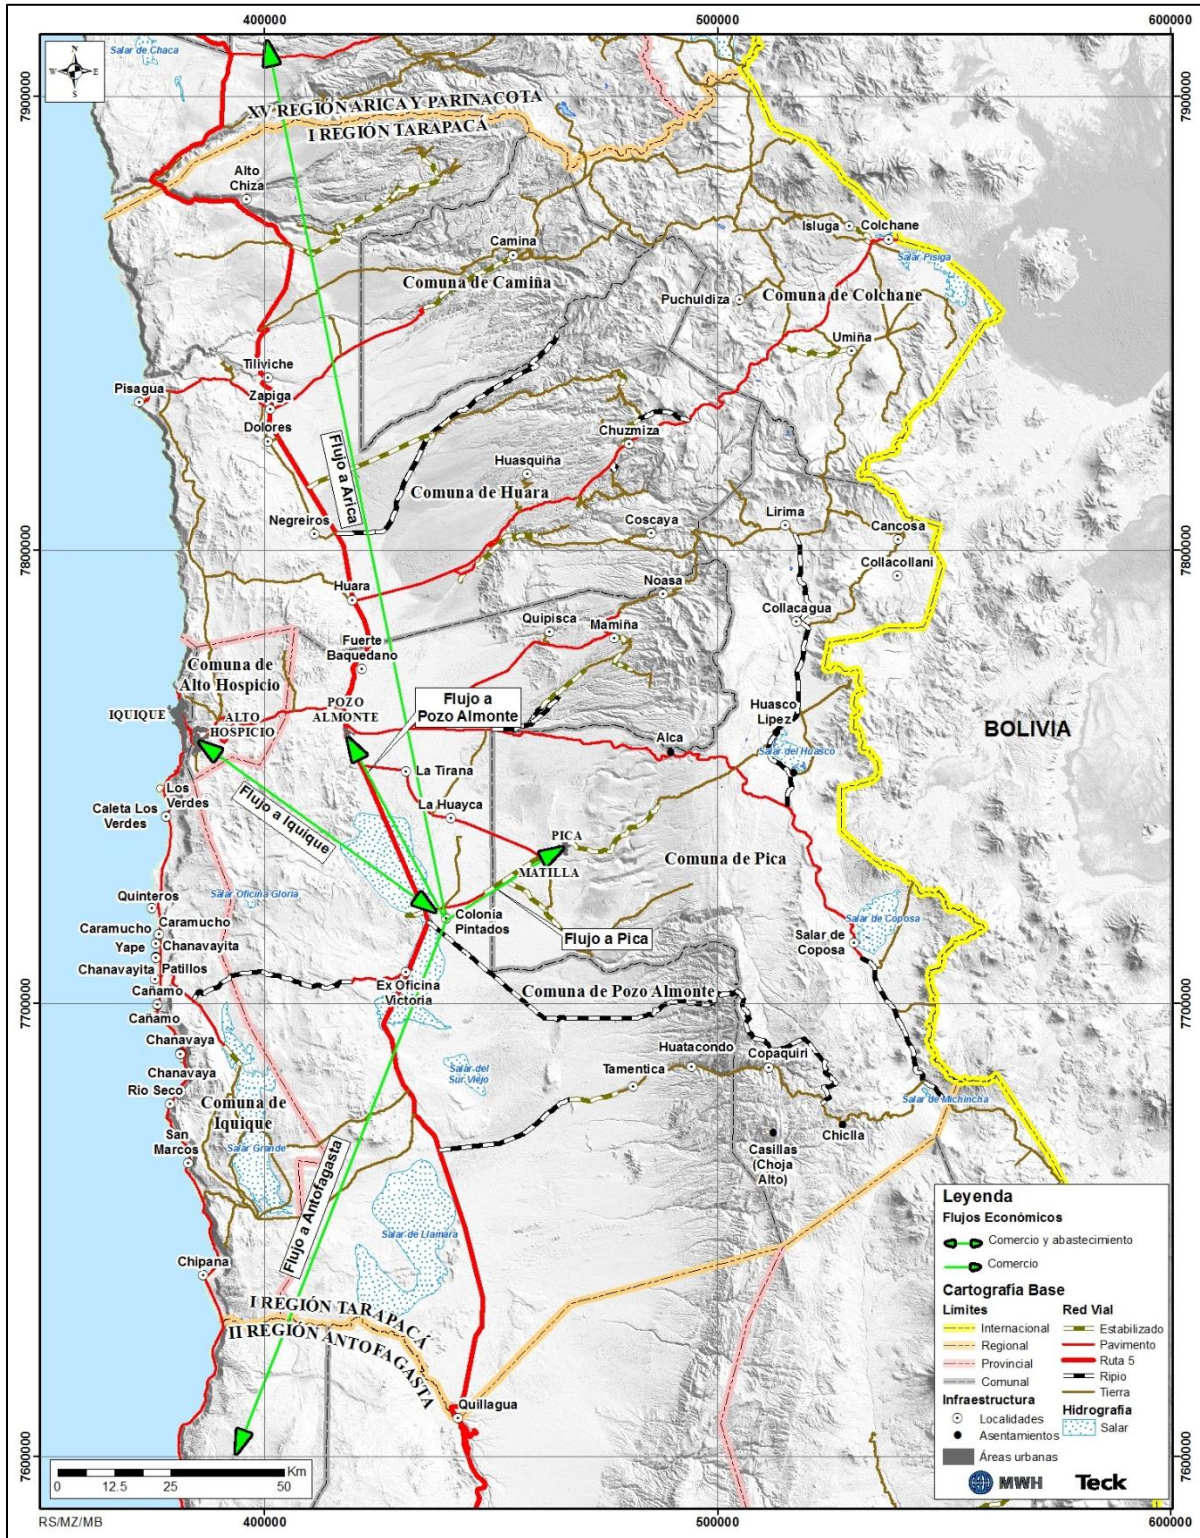 400000
500000
600000
Salar de Chaca
N
W
E
S
7900000
7900000
XV REGIÓN ARICA Y PARINACOTA
I REGIÓN TARAPACÁ
Alto
Chiza
Isluga
Colchane
Camina
Salar Pisiga
Comuna de Camiña
Puchuldiza
Comuna de Colchane
Umiña
Tiliviche
Pisagua
Zapiga
Dolores
Flujo a Arica
Chuzmiza
Huasquiña
Comuna de Huara
Negreiros
Coscaya
Lirima
Cancosa
7800000
7800000
Collacollani
Huara
Noasa
Collacagua
Quipisca
Mamiña
Fuerte
Baquedano
Comuna de
Alto Hospicio
Flujo a
Pozo Almonte
POZO
ALMONTE
IQUIQUE
ALTO
HOSPICIO
Huasco
Lípez
BOLIVIA
Alca
Salar del Huasco
La Tirana
Los
Verdes
Caleta Los
Verdes
Flujo a Iquique
La Huayca
PICA
MATILLA
Comuna de Pica
Salar Oficina Gloria
Quinteros
Caramucho
Caramucho
Colonia
Pintados
Salar de Coposa
Flujo a Pica
Salar de
Coposa
Yape
Chanavayita
Chanavayita
Patillos
Ex Oficina
Victoria
Comuna de Pozo Almonte
Cañamo
Cañamo
7700000
7700000
Chanavaya
Huatacondo
Copaquiri
Chanavaya
Tamentica
Salar del
Sur Viejo
Rio Seco
Comuna de
Iquique
Salar de Michincha
San
Marcos
Salar Grande
Chiclla
Casillas
(Choja
Alto)
Flujo a Antofagasta
Salar de Llamara
Chipana
I REGIÓN TARAPACÁ
II REGIÓN ANTOFAGASTA
Quillagua
7600000
7600000
Leyenda
Flujos Económicos
Comercio y abastecimiento
Comercio
Cartografía Base
Límites
Red Vial
Internacional
Estabilizado
Regional
Pavimento
Provincial
Ruta 5
Comunal
Ripio
Tierra
Infraestructura
Hidrografía
Localidades
Salar
Asentamientos
Áreas urbanas
MWH
Teck
Km
0
12.5
25
50
RS/MZ/MB
400000
500000
600000